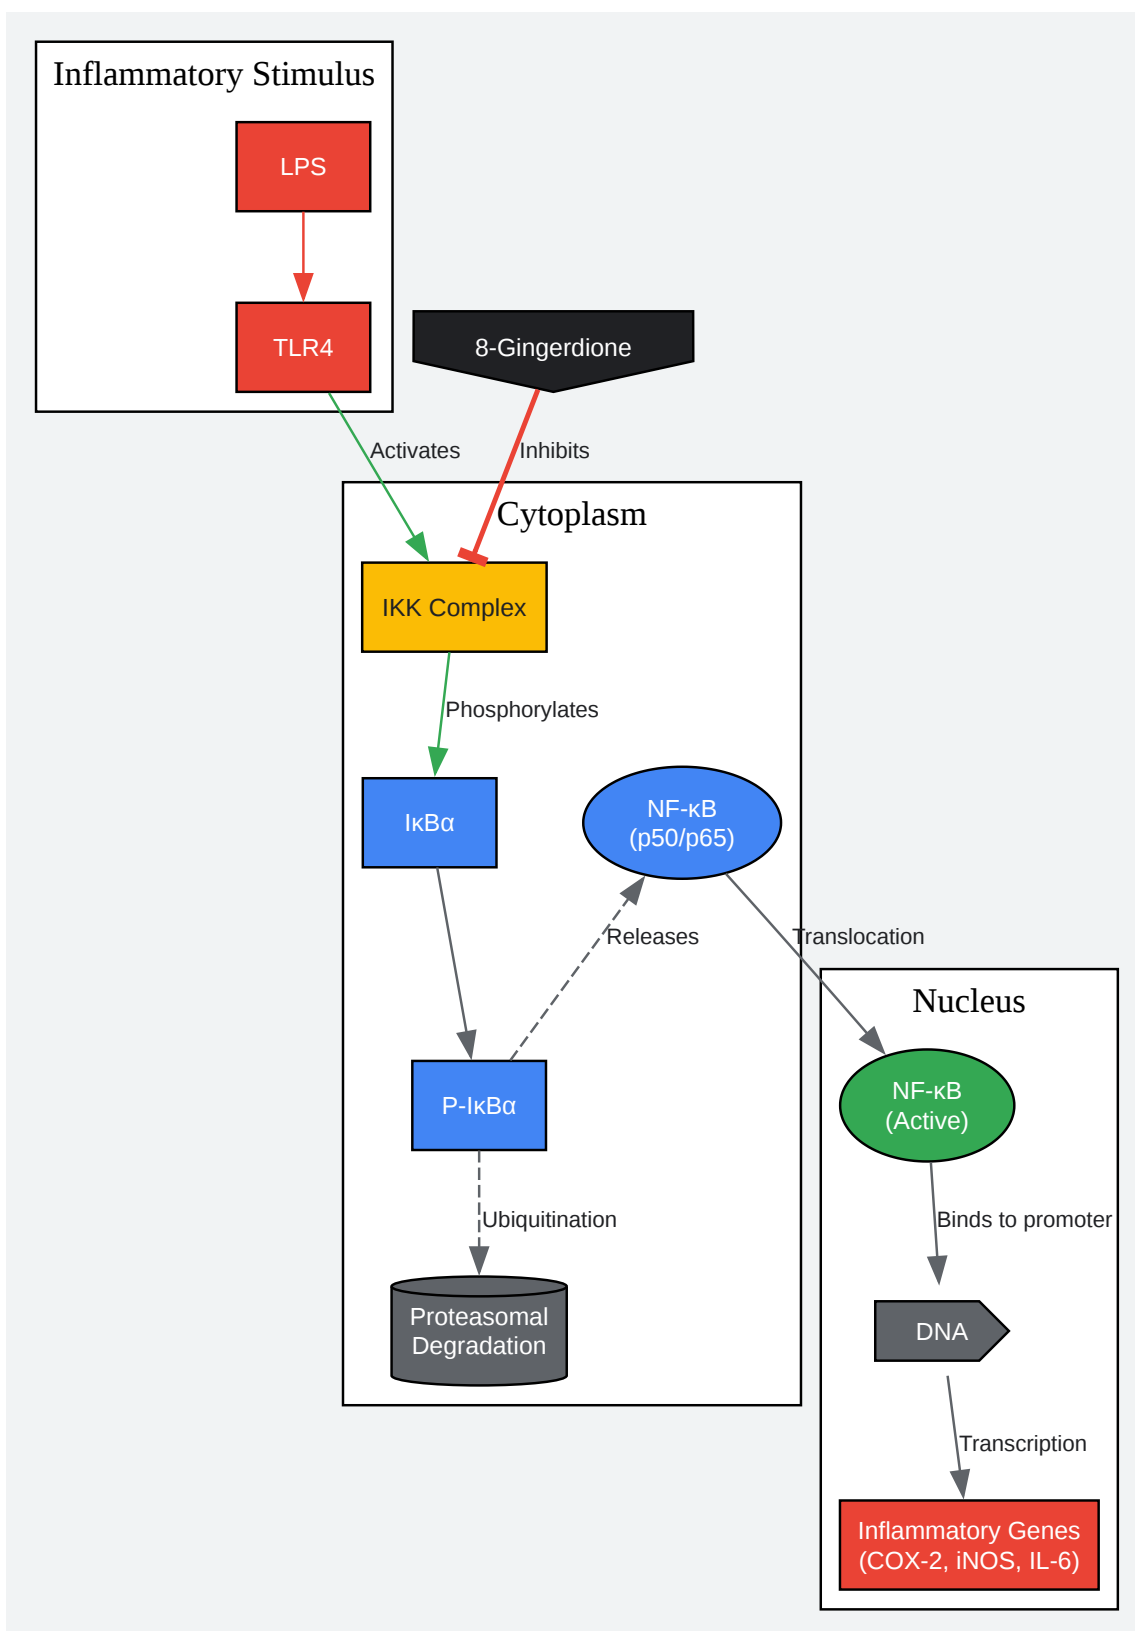 Inflammatory Stimulus
LPS
TLR4
8-Gingerdione
Activates
Inhibits
Cytoplasm
IKK Complex
Phosphorylates
IκBα
NF-κB
(p50/p65)
Releases
Translocation
Nucleus
P-IκBα
NF-κB
(Active)
Ubiquitination
Binds to promoter
Proteasomal
Degradation
DNA
Transcription
Inflammatory Genes
(COX-2, iNOS, IL-6)